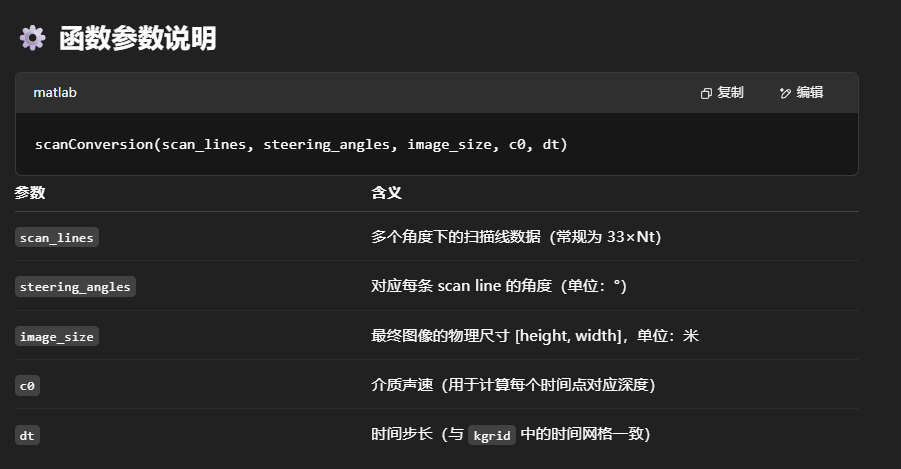 函数参数说明
matlab 复制 编辑
scanConversion(scan_lines, steering_angles, image_size, c0, dt)
参数 含义
scan_lines 多个角度下的扫描线数据（常规为 33×Nt）
steering_angles 对应每条 scan line 的角度（单位：°）
image_size 最终图像的物理尺寸 [height, width]，单位：米
c0 介质声速（用于计算每个时间点对应深度）
dt 时间步长（与 kgrid 中的时间网格一致）